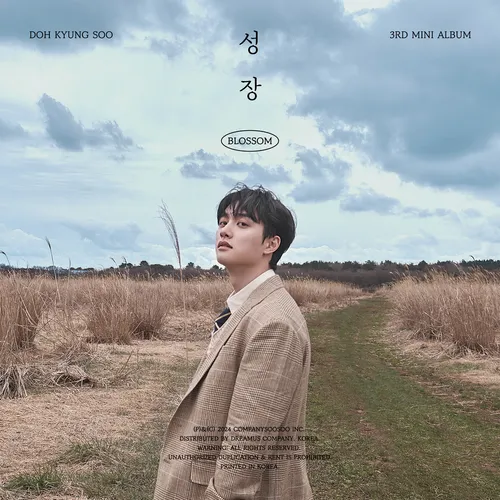 DOH KYUNG SOO
성장
3RD MINI ALBUM
BLOSSOM
(P)&(C) 2024 COMPANYSOOSOO INC.
DISTRIBUTED BY DREAMUS COMPANY. KOREA.
WARNING: ALL RIGHTS RESERVED.
UNAUTHORIZED DUPLICATION & RENT IS PROHIBITED.
PRINTED IN KOREA.